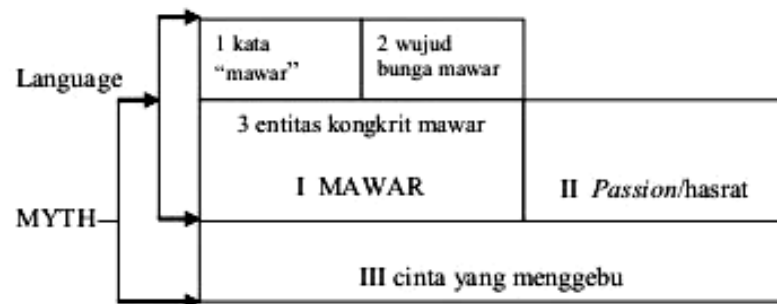 1 kata
"mawar"
2 wujud
bunga mawar
Language
3 entitas kongkrit mawar
I MAWAR
II Passion/hasrat
MYTH
III cinta yang menggebu